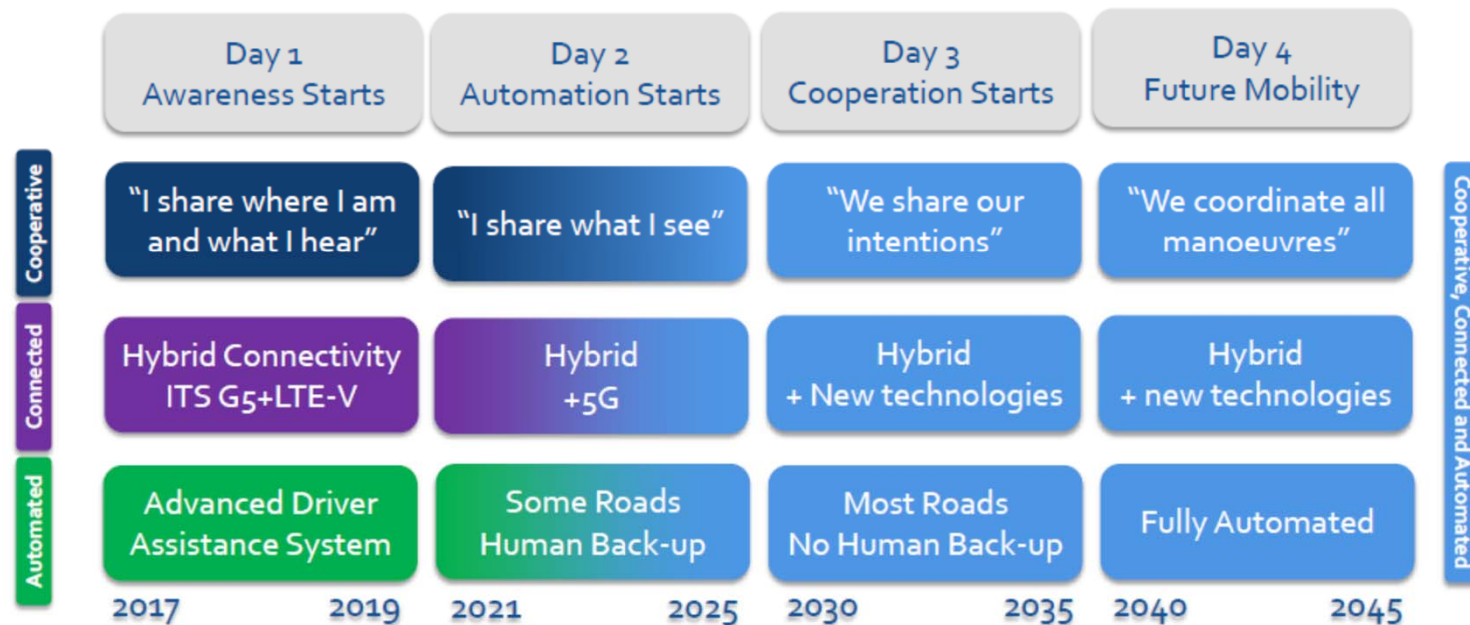 Day 1
Awareness Starts
Day 2
Automation Starts
Day 3
Cooperation Starts
Day 4
Future Mobility
Cooperative
“I share where I am
and what I hear”
“I share what I see”
“We share our
intentions”
“We coordinate all
manoeuvres”
Connected
Hybrid Connectivity
ITS G5+LTE-V
Hybrid
+5G
Hybrid
+ New technologies
Hybrid
+ new technologies
Automated
Advanced Driver
Assistance System
Some Roads
Human Back-up
Most Roads
No Human Back-up
Fully Automated
Cooperative, Connected and Automated
2017 2019 2021 2025 2030 2035 2040 2045